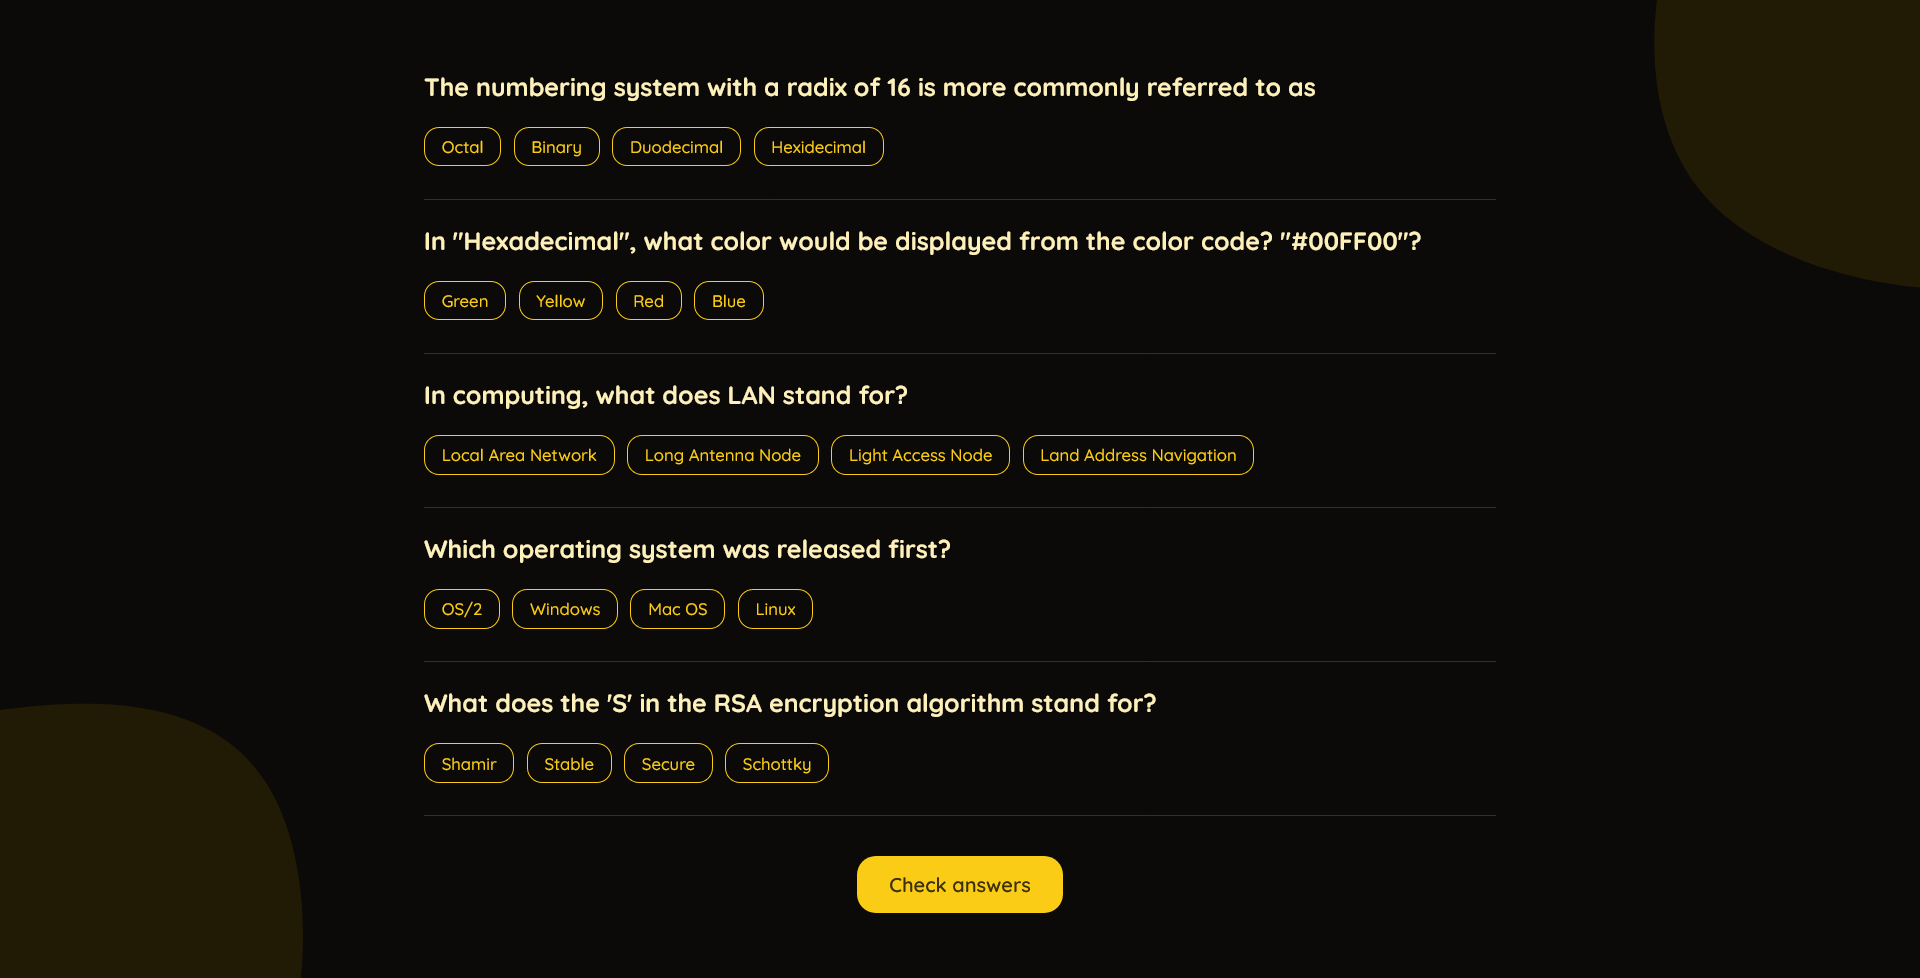 The numbering system with a radix of 16 is more commonly referred to as
Octal Binary Duodecimal Hexidecimal
In "Hexadecimal", what color would be displayed from the color code? "#00FF00"?
Green Yellow Red Blue
In computing, what does LAN stand for?
Local Area Network Long Antenna Node Light Access Node Land Address Navigation
Which operating system was released first?
OS/2 Windows Mac OS Linux
What does the 'S' in the RSA encryption algorithm stand for?
Shamir Stable Secure Schottky
Check answers